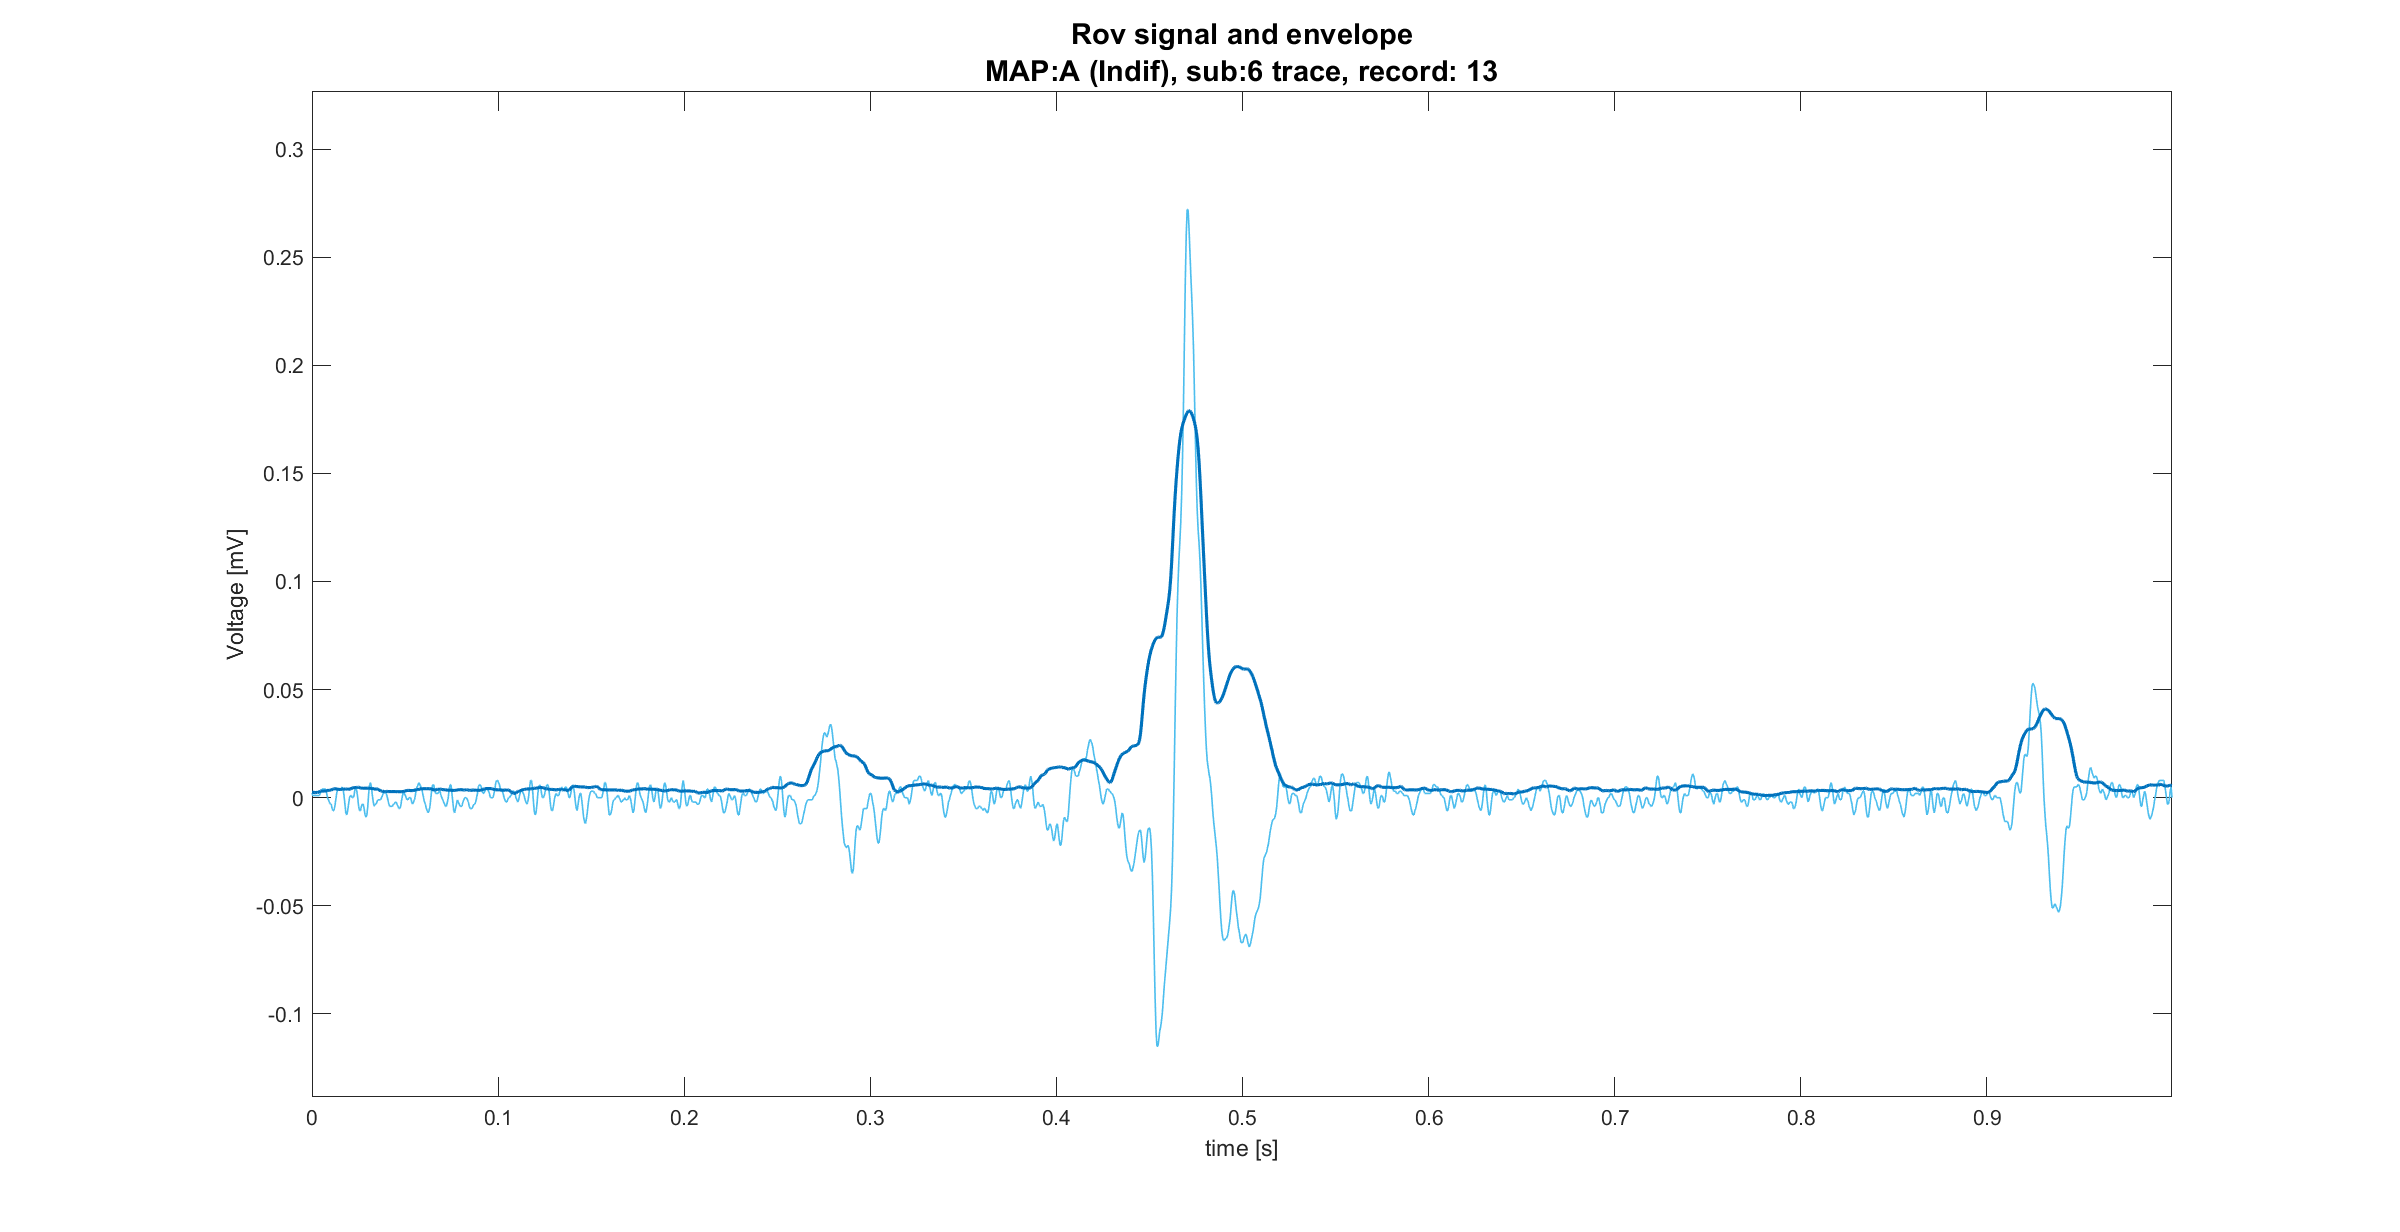 Rov signal and envelope
MAP:A (Indif), sub:6 trace, record: 13
0.3
0.25
0.2
0.15
0.1
0.05
0
-0.05
-0.1
Voltage [mV]
0 0.1 0.2 0.3 0.4 0.5 0.6 0.7 0.8 0.9
time [s]